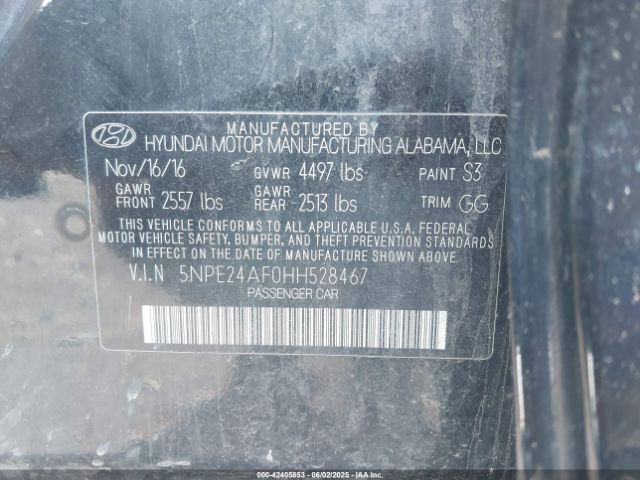 MANUFACTURED BY
HYUNDAI MOTOR MANUFACTURING ALABAMA, LLC
Nov/16/16 GVWR 4497 lbs PAINT S3
GAWR FRONT 2557 lbs GAWR REAR 2513 lbs TRIM GG
THIS VEHICLE CONFORMS TO ALL APPLICABLE U.S.A. FEDERAL
MOTOR VEHICLE SAFETY, BUMPER, AND THEFT PREVENTION STANDARDS
IN EFFECT ON THE DATE OF MANUFACTURE SHOWN ABOVE.
V.I.N 5NPE24AF0HH528467
PASSENGER CAR
000-42405853 - 06/02/2025 - IAAI.COM